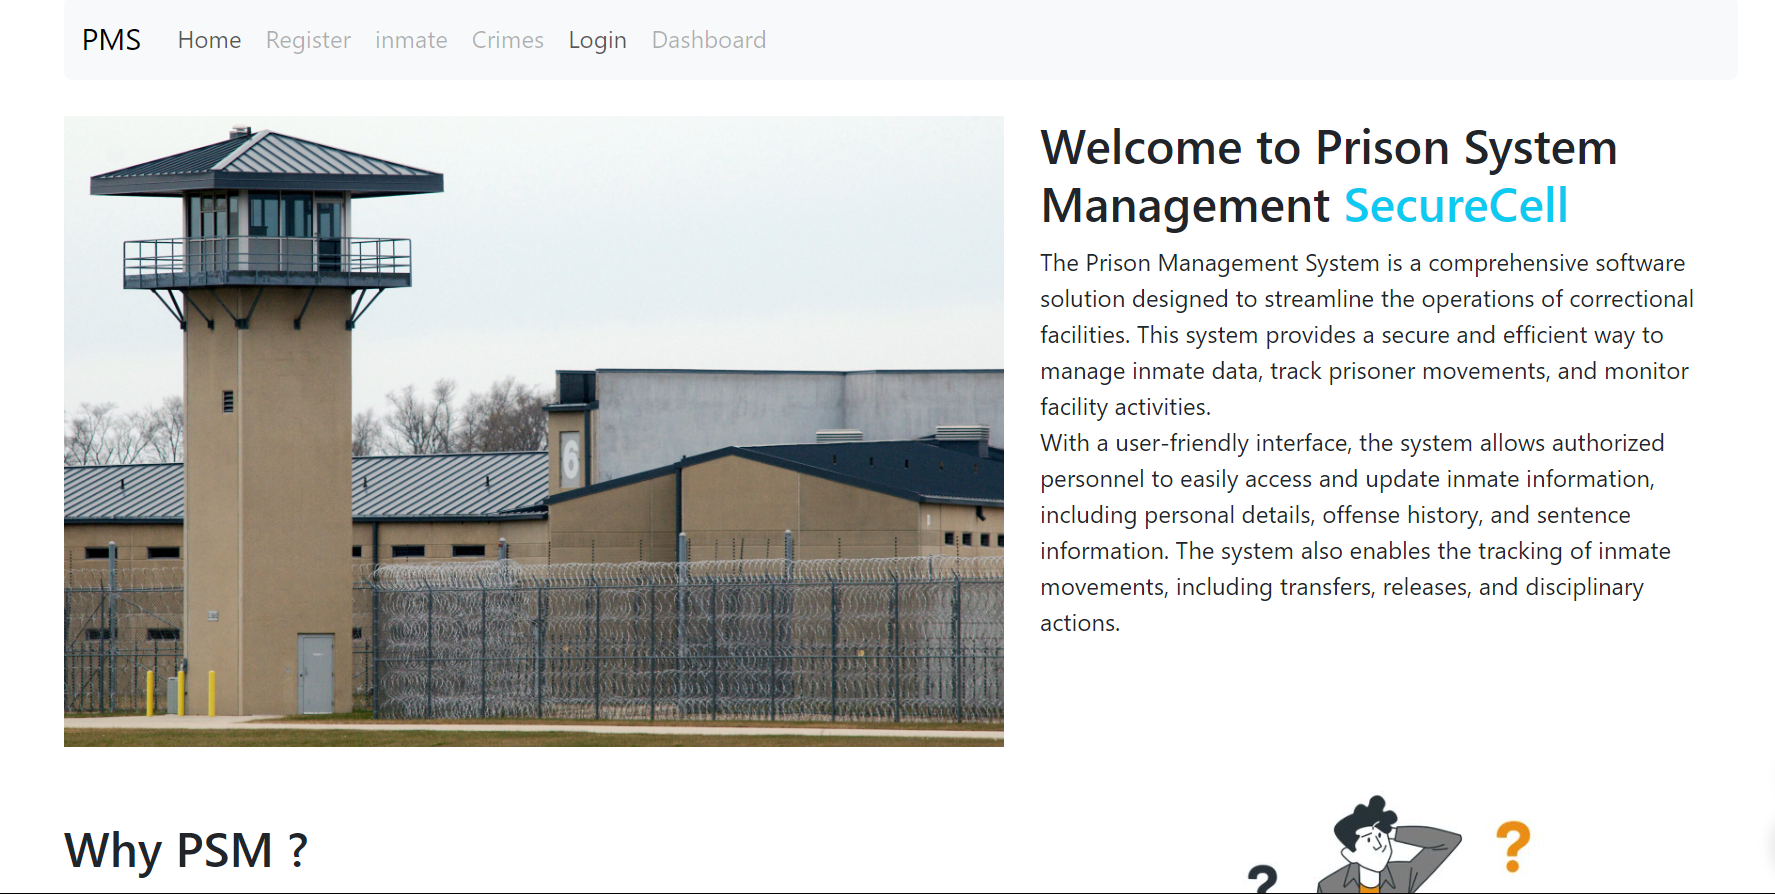 PMS Home Register inmate Crimes Login Dashboard
Welcome to Prison System
Management SecureCell
The Prison Management System is a comprehensive software
solution designed to streamline the operations of correctional
facilities. This system provides a secure and efficient way to
manage inmate data, track prisoner movements, and monitor
facility activities.
With a user-friendly interface, the system allows authorized
personnel to easily access and update inmate information,
including personal details, offense history, and sentence
information. The system also enables the tracking of inmate
movements, including transfers, releases, and disciplinary
actions.
6
Why PSM ?
?
?